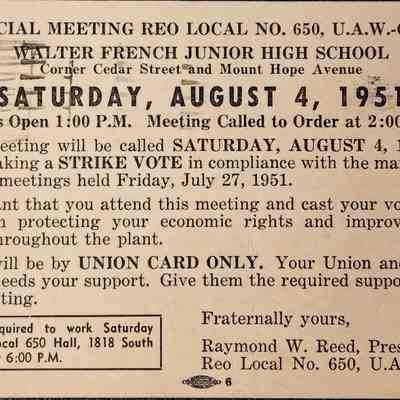 CIAL MEETING REO LOCAL NO. 650, U.A.W.-C
WALTER FRENCH JUNIOR HIGH SCHOOL
Corner Cedar Street and Mount Hope Avenue
SATURDAY, AUGUST 4, 1951
s Open 1:00 P.M. Meeting Called to Order at 2:00
eeting will be called SATURDAY, AUGUST 4, 1
aking a STRIKE VOTE in compliance with the ma
meetings held Friday, July 27, 1951.
ant that you attend this meeting and cast your vo
n protecting your economic rights and improv
hroughout the plant.
will be by UNION CARD ONLY. Your Union and
eeds your support. Give them the required suppo
ting.
equired to work Saturday
ocal 650 Hall, 1818 South
6:00 P.M.
Fraternally yours,
Raymond W. Reed, Pres
Reo Local No. 650, U.A
6